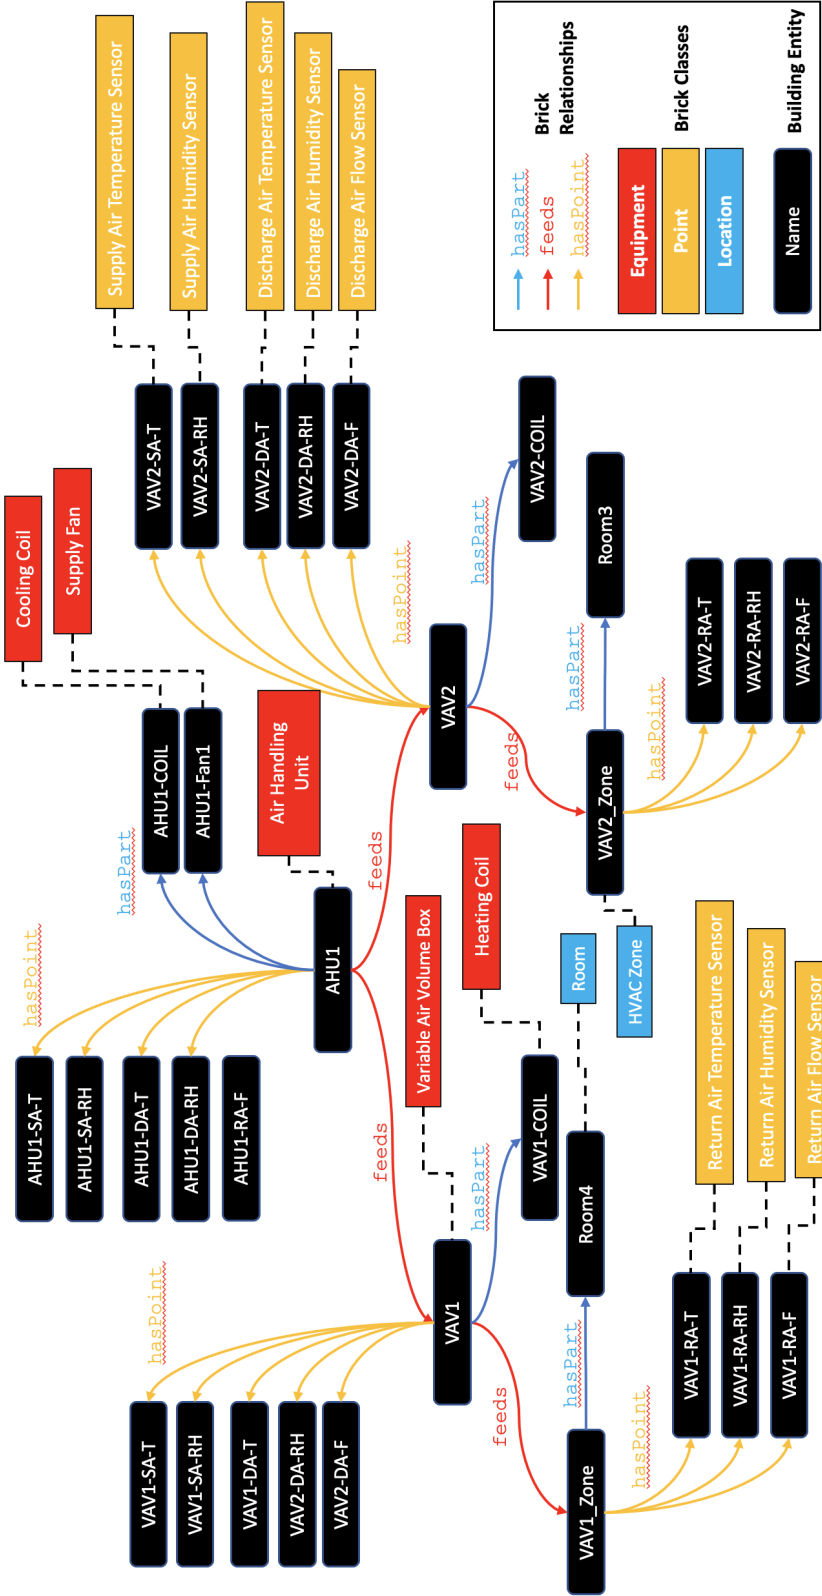 Cooling Coil
Supply Fan
Supply Air Temperature Sensor
Supply Air Humidity Sensor
Discharge Air Temperature Sensor
Discharge Air Humidity Sensor
Discharge Air Flow Sensor
hasPoint
hasPart
AHU1-SA-T
AHU1-SA-RH
AHU1-DA-T
AHU1-DA-RH
AHU1-RA-F
AHU1-COIL
AHU1-Fan1
Air Handling
Unit
AHU1
VAV2-SA-T
VAV2-SA-RH
VAV2-DA-T
VAV2-DA-RH
VAV2-DA-F
hasPoint
VAV1-SA-T
VAV1-SA-RH
VAV1-DA-T
VAV2-DA-RH
VAV2-DA-F
feeds
feeds
hasPoint
Variable Air Volume Box
VAV1
VAV2
hasPart
Heating Coil
hasPart
VAV1-COIL
VAV2-COIL
feeds
feeds
VAV1_Zone
hasPart
Room4
Room
HVAC Zone
VAV2_Zone
hasPart
Room3
hasPoint
VAV1-RA-T
VAV1-RA-RH
VAV1-RA-F
Return Air Temperature Sensor
Return Air Humidity Sensor
Return Air Flow Sensor
hasPoint
VAV2-RA-T
VAV2-RA-RH
VAV2-RA-F
hasPart
feeds
hasPoint
Brick
Relationships
Equipment
Point
Location
Brick Classes
Name
Building Entity